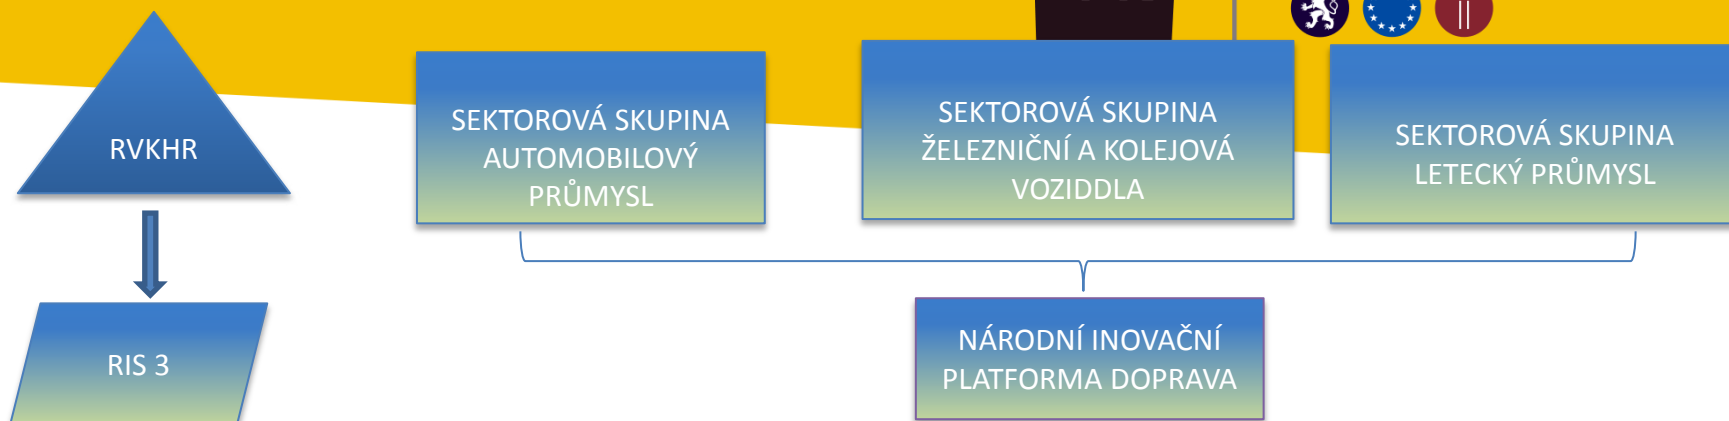 RVKHR
SEKTOROVÁ SKUPINA
AUTOMOBILOVÝ
PRŮMYSL
SEKTOROVÁ SKUPINA
ŽELEZNIČNÍ A KOLEJOVÁ
VOZIDDLA
SEKTOROVÁ SKUPINA
LETECKÝ PRŮMYSL
RIS 3
NÁRODNÍ INOVAČNÍ
PLATFORMA DOPRAVA